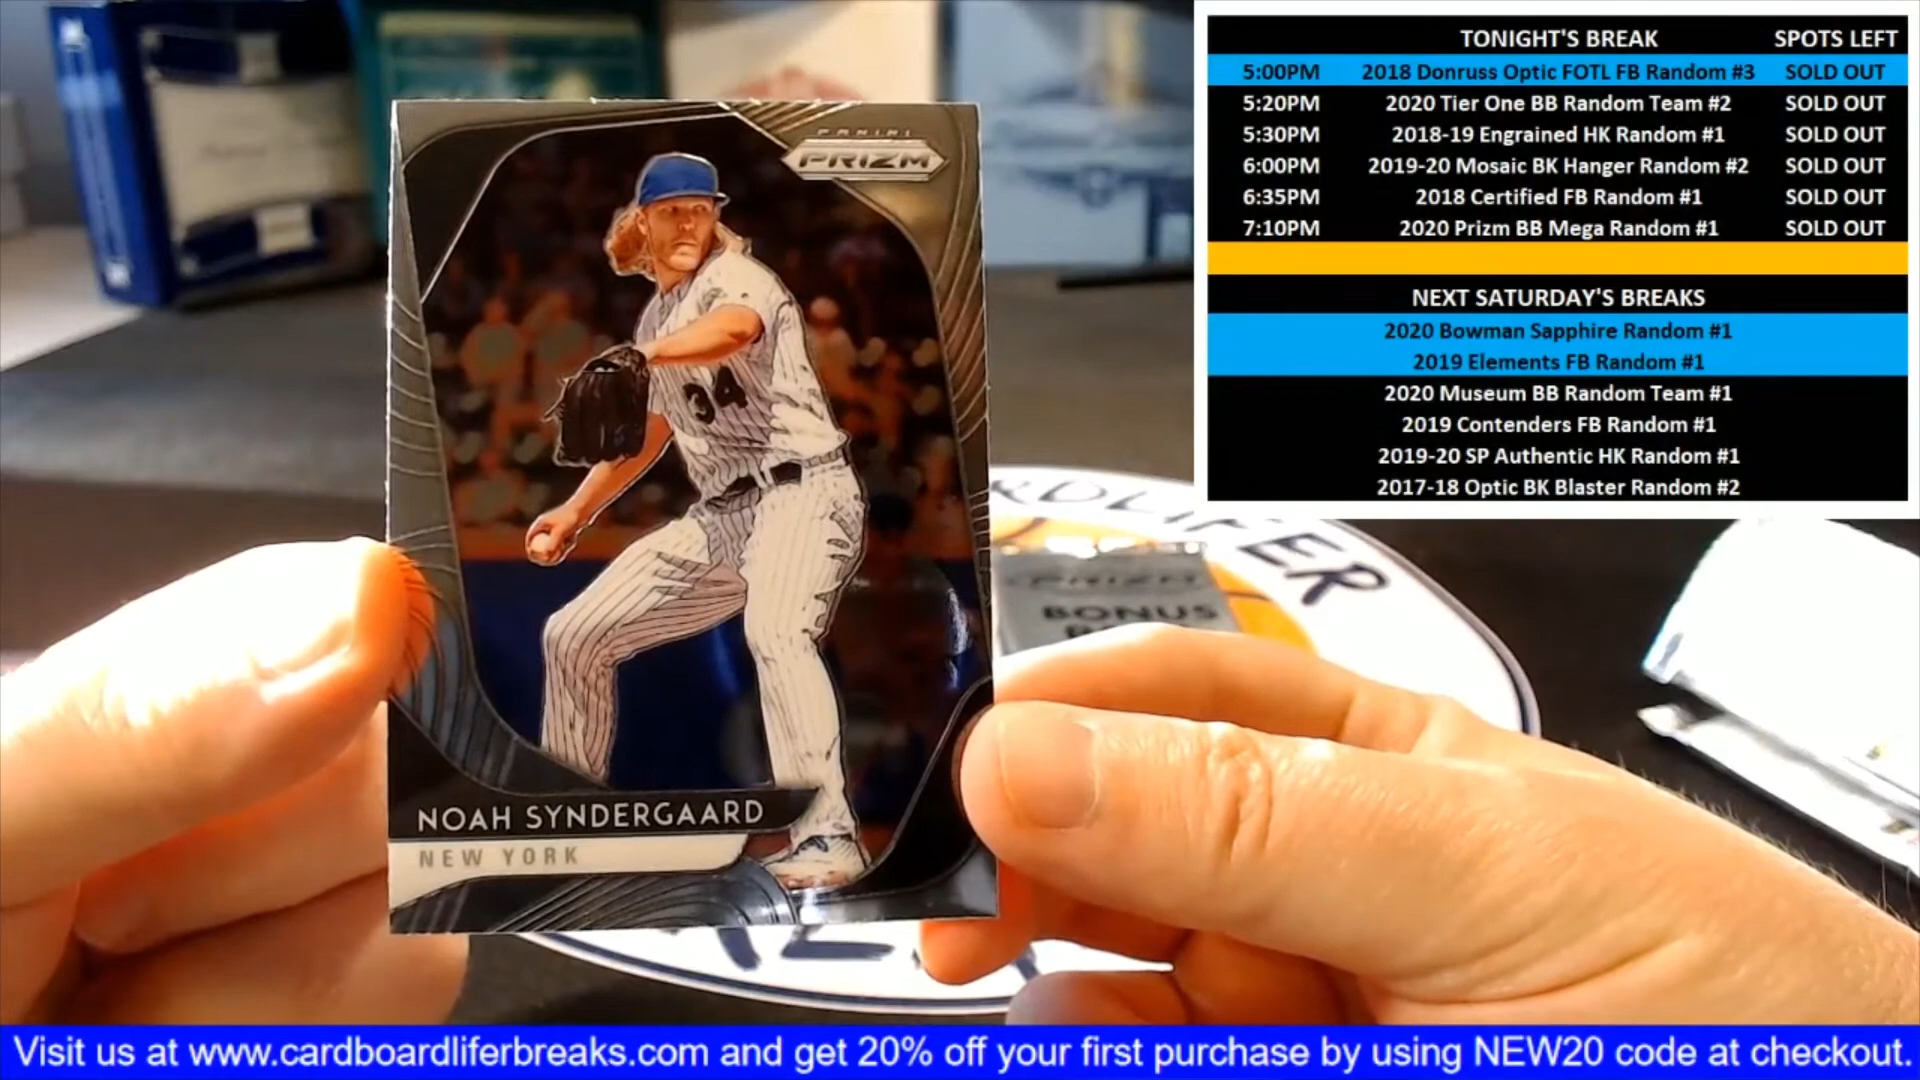 TONIGHT'S BREAK SPOTS LEFT
5:00PM 2018 Donruss Optic FOTL FB Random #3 SOLD OUT
5:20PM 2020 Tier One BB Random Team #2 SOLD OUT
5:30PM 2018-19 Engrained HK Random #1 SOLD OUT
6:00PM 2019-20 Mosaic BK Hanger Random #2 SOLD OUT
6:35PM 2018 Certified FB Random #1 SOLD OUT
7:10PM 2020 Prizm BB Mega Random #1 SOLD OUT
NEXT SATURDAY'S BREAKS
2020 Bowman Sapphire Random #1
2019 Elements FB Random #1
2020 Museum BB Random Team #1
2019 Contenders FB Random #1
2019-20 SP Authentic HK Random #1
2017-18 Optic BK Blaster Random #2
PANINI
PRIZM
34
NOAH SYNDERGAARD
NEW YORK
RDLIFER
PRIZM
BONUS
Visit us at www.cardboardliferbreaks.com and get 20% off your first purchase by using NEW20 code at checkout.